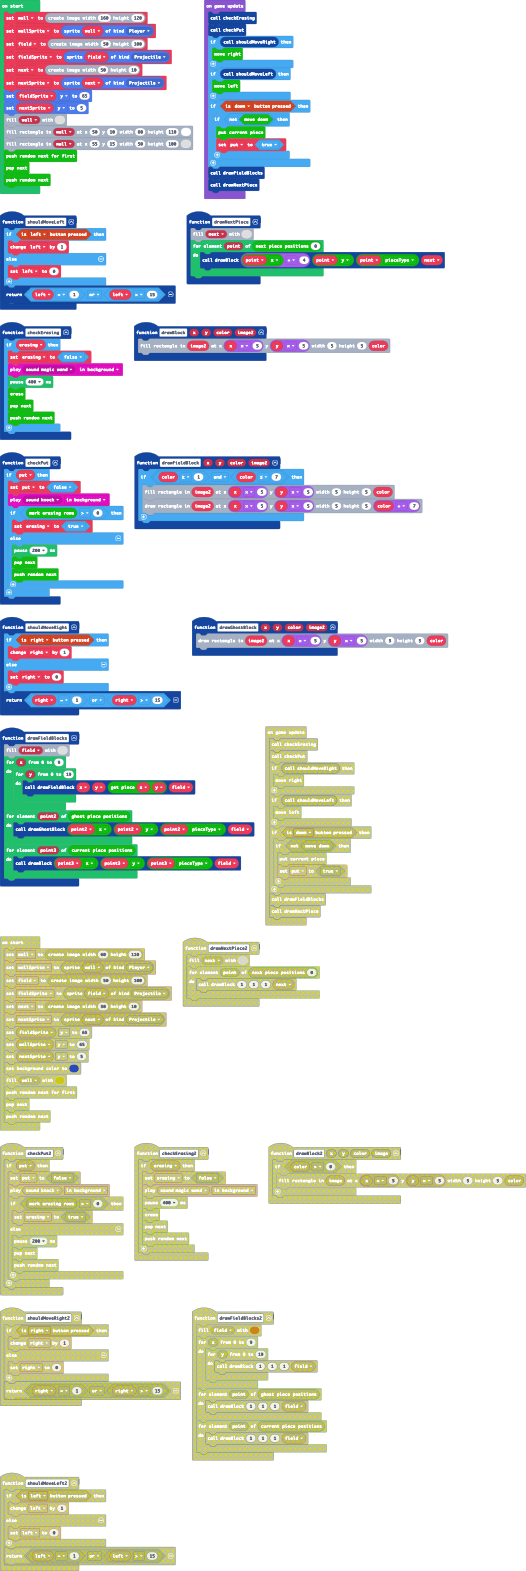 on start
set wall to create image width 160 height 120
set wallSprite to sprite wall of kind Player
set field to create image width 50 height 100
set fieldSprite to sprite field of kind Projectile
set next to create image width 50 height 10
set nextSprite to sprite next of kind Projectile
set fieldSprite y to 65
set nextSprite y to 5
fill wall with
fill rectangle in wall at x 50 y 10 width 60 height 110
fill rectangle in wall at x 55 y 15 width 50 height 100
push random next for first
pop next
push random next
on game update
call checkErasing
call checkPut
if call shouldMoveRight then
move right
if call shouldMoveLeft then
move left
if is down button pressed then
if not move down then
put current piece
set put to true
call drawFieldBlocks
call drawNextPiece
function shouldMoveLeft
if is left button pressed then
change left by 1
else
set left to 0
return left = 1 or left > 15
function drawNextPiece
fill next with
for element point of next piece positions 0
do call drawBlock point x + 4 point y point pieceType next
function checkErasing
if erasing then
set erasing to false
play sound magic wand in background
pause 400 ms
erase
pop next
push random next
function drawBlock x y color image2
fill rectangle in image2 at x x × 5 y y × 5 width 5 height 5 color
function checkPut
if put then
set put to false
play sound knock in background
if mark erasing rows > 0 then
set erasing to true
else
pause 200 ms
pop next
push random next
function drawFieldBlock x y color image2
if color ≥ 1 and color ≤ 7 then
fill rectangle in image2 at x x × 5 y y × 5 width 5 height 5 color
draw rectangle in image2 at x x × 5 y y × 5 width 5 height 5 color + 7
function shouldMoveRight
if is right button pressed then
change right by 1
else
set right to 0
return right = 1 or right > 15
function drawGhostBlock x y color image2
draw rectangle in image2 at x x × 5 y y × 5 width 5 height 5 color
function drawFieldBlocks
fill field with
for x from 0 to 9
do for y from 0 to 19
do call drawFieldBlock x y get piece x y field
for element point2 of ghost piece positions
do call drawGhostBlock point2 x point2 y point2 pieceType field
for element point3 of current piece positions
do call drawBlock point3 x point3 y point3 pieceType field
on game update
call checkErasing
call checkPut
if call shouldMoveRight then
move right
if call shouldMoveLeft then
move left
if is down button pressed then
if not move down then
put current piece
set put to true
call drawFieldBlocks
call drawNextPiece
on start
set wall to create image width 60 height 110
set wallSprite to sprite wall of kind Player
set field to create image width 50 height 100
set fieldSprite to sprite field of kind Projectile
set next to create image width 50 height 10
set nextSprite to sprite next of kind Projectile
set fieldSprite y to 65
set wallSprite y to 65
set nextSprite y to 5
set background color to
fill wall with
push random next for first
pop next
push random next
function drawNextPiece2
fill next with
for element point of next piece positions 0
do call drawBlock 1 1 1 next
function checkPut2
if put then
set put to false
play sound knock in background
if mark erasing rows > 0 then
set erasing to true
else
pause 200 ms
pop next
push random next
function checkErasing2
if erasing then
set erasing to false
play sound magic wand in background
pause 400 ms
erase
pop next
push random next
function drawBlock2 x y color image
if color ≠ 0 then
fill rectangle in image at x x × 5 y y × 5 width 5 height 5 color
function shouldMoveRight2
if is right button pressed then
change right by 1
else
set right to 0
return right = 1 or right > 15
function drawFieldBlocks2
fill field with
for x from 0 to 9
do for y from 0 to 19
do call drawBlock 1 1 1 field
for element point of ghost piece positions
do call drawBlock 1 1 1 field
for element point of current piece positions
do call drawBlock 1 1 1 field
function shouldMoveLeft2
if is left button pressed then
change left by 1
else
set left to 0
return left = 1 or left > 15